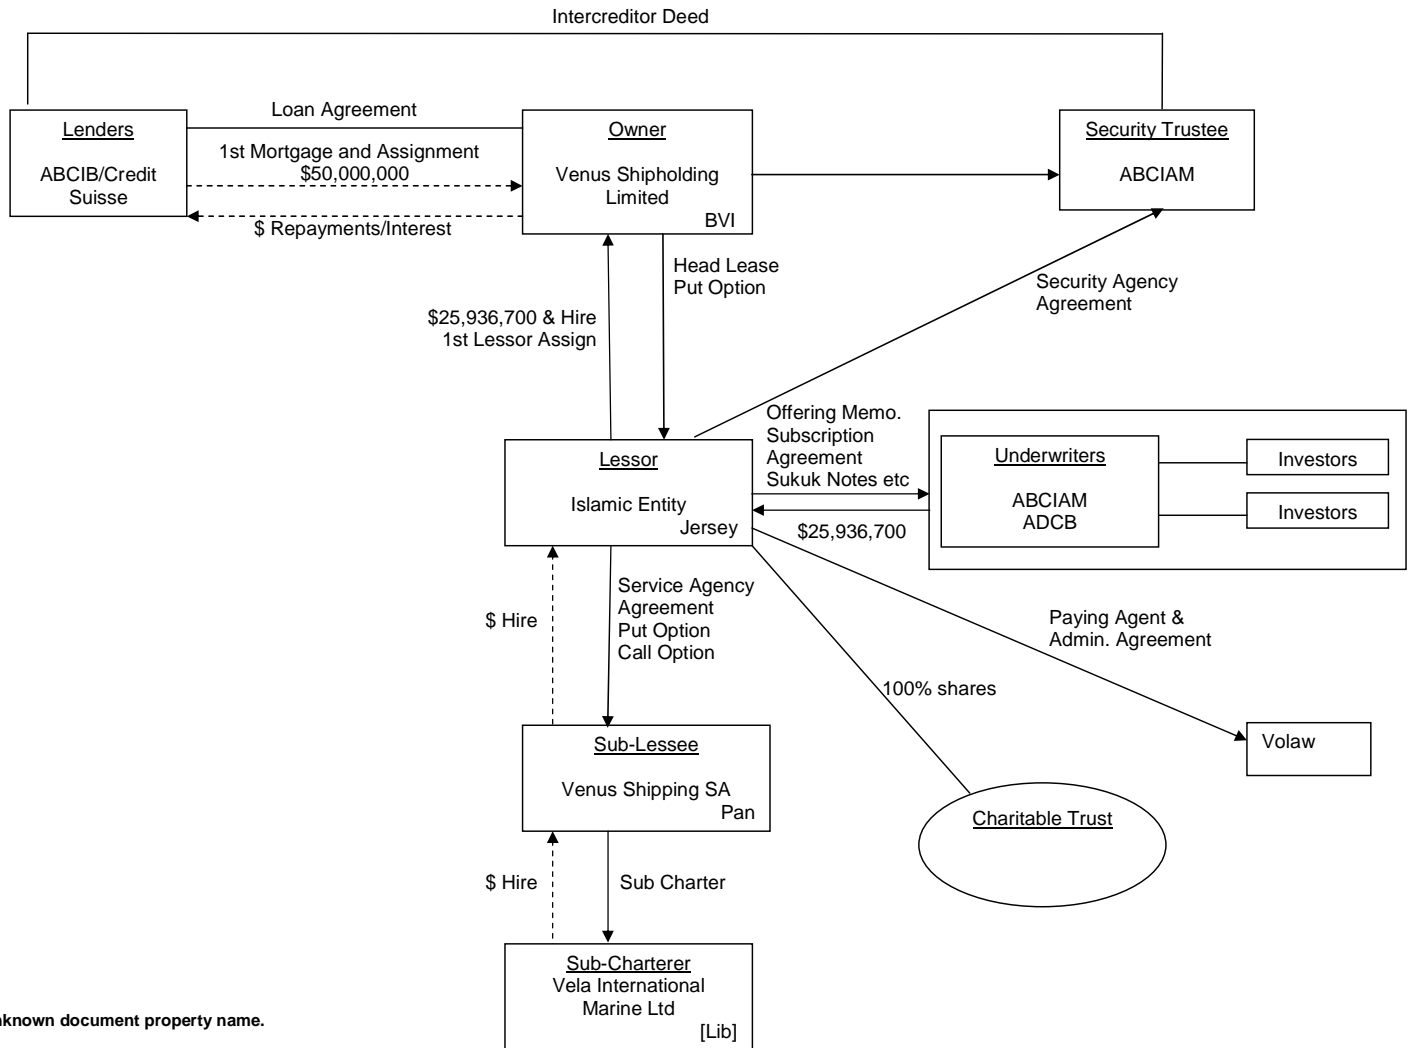 Intercreditor Deed
Lenders
ABCIB/Credit
Suisse
Loan Agreement
1st Mortgage and Assignment
$50,000,000
$ Repayments/Interest
Owner
Venus Shipholding
Limited
BVI
Security Trustee
ABCIAM
Head Lease
Put Option
$25,936,700 & Hire
1st Lessor Assign
Security Agency
Agreement
Lessor
Islamic Entity
Jersey
Offering Memo.
Subscription
Agreement
Sukuk Notes etc
$25,936,700
Underwriters
ABCIAM
ADCB
Investors
Investors
$ Hire
Service Agency
Agreement
Put Option
Call Option
Paying Agent &
Admin. Agreement
100% shares
Volaw
Sub-Lessee
Venus Shipping SA
Pan
Charitable Trust
$ Hire
Sub Charter
Sub-Charterer
Vela International
Marine Ltd
[Lib]
nknown document property name.